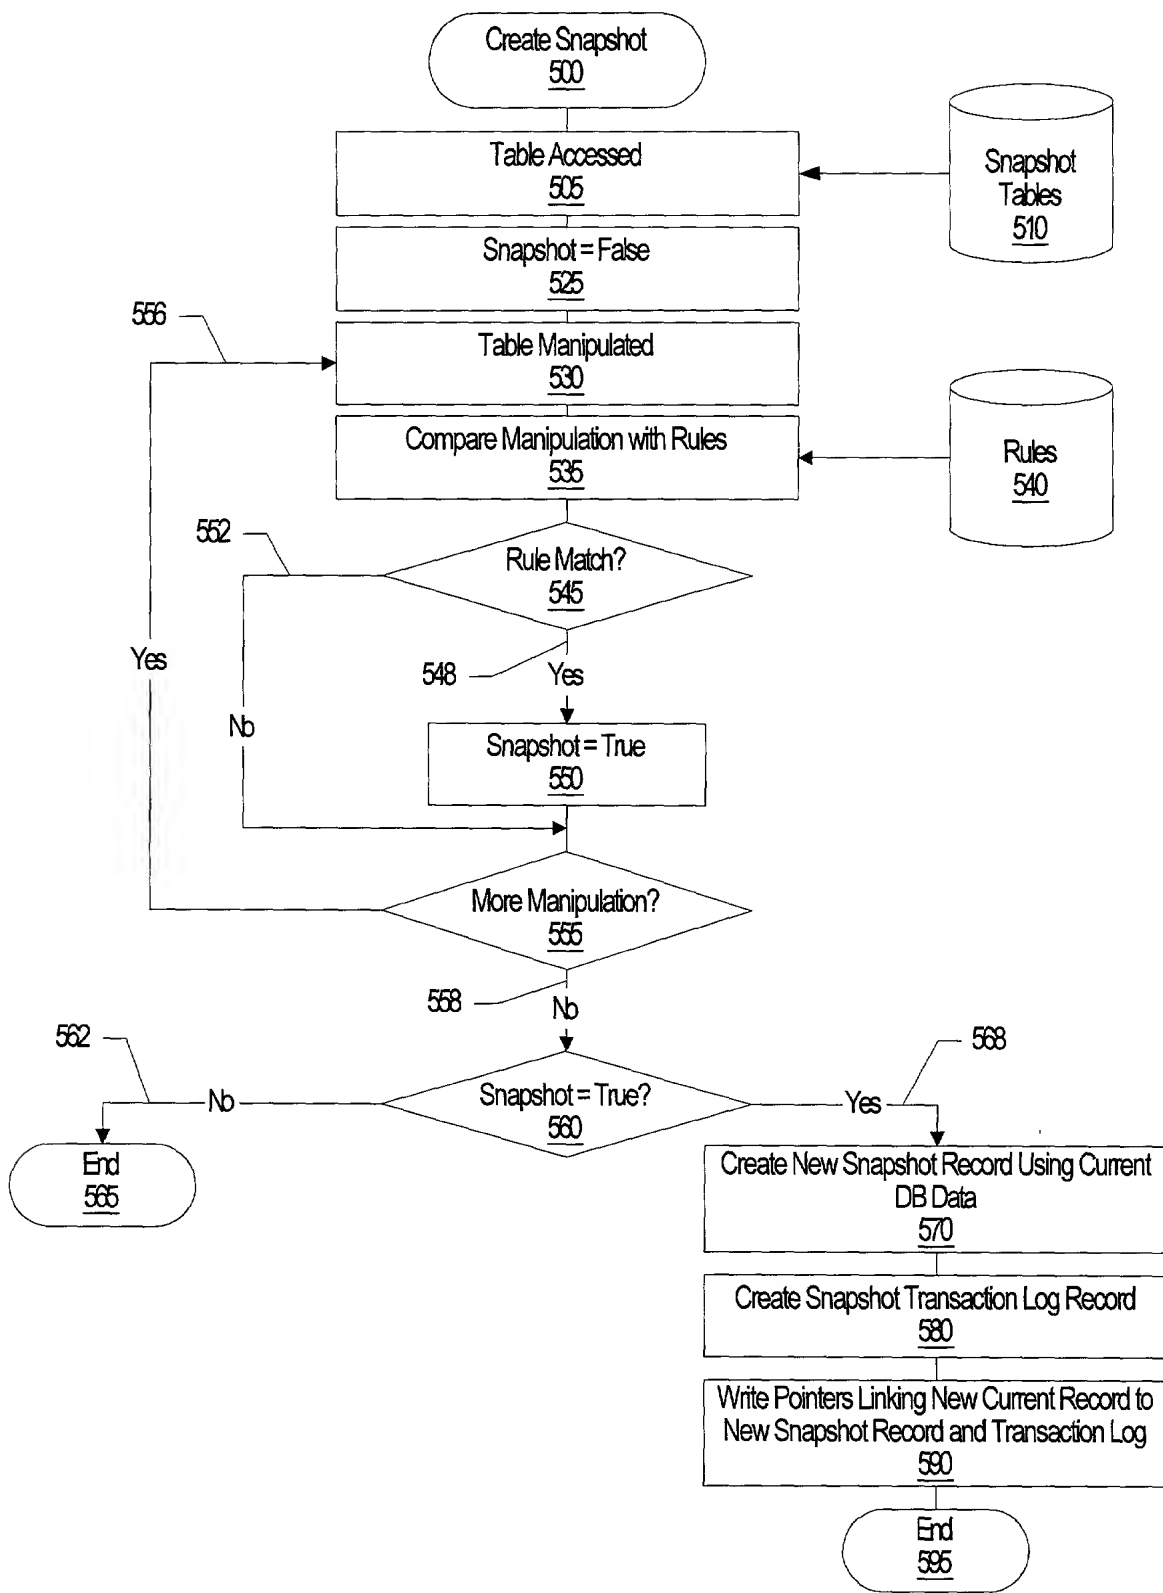 Create Snapshot
500
Table Accessed
505
Snapshot
Tables
510
Snapshot = False
525
556
Table Manipulated
530
Compare Manipulation with Rules
535
Rules
540
552
Rule Match?
545
548
Yes
Yes
No
Snapshot = True
550
More Manipulation?
555
558
No
562
568
Snapshot = True?
560
No
Yes
End
565
Create New Snapshot Record Using Current
DB Data
570
Create Snapshot Transaction Log Record
580
Write Pointers Linking New Current Record to
New Snapshot Record and Transaction Log
590
End
595